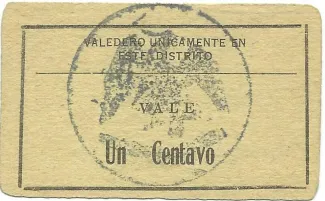 VALEDERO UNICAMENTE EN
ESTE DISTRITO
VALE
Un Centavo